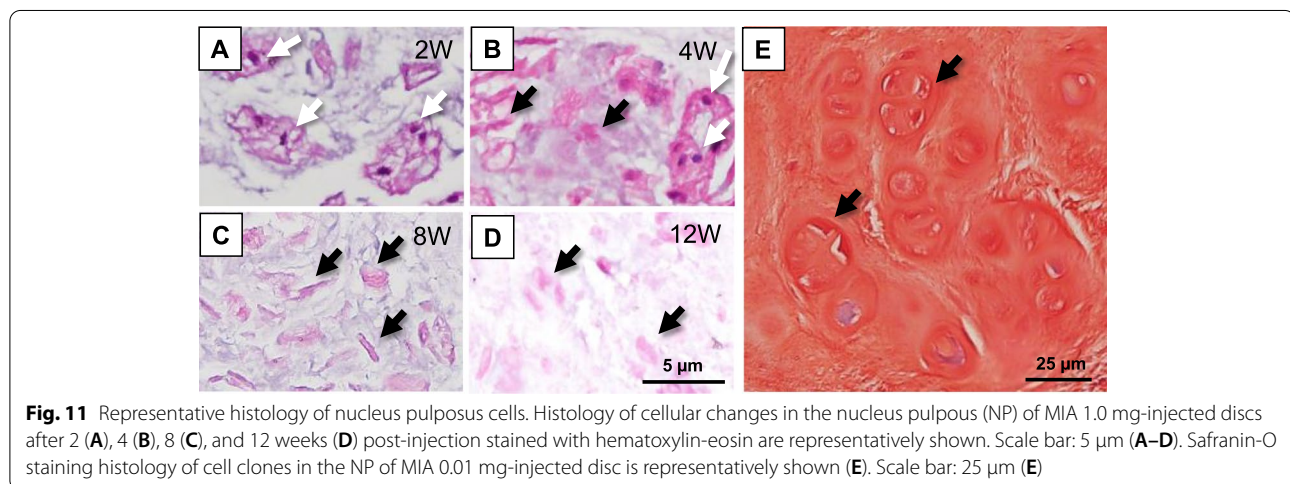 A
2W
B
4W
E
C
8W
D
12W
5 µm
25 µm
Fig. 11 Representative histology of nucleus pulposus cells. Histology of cellular changes in the nucleus pulpous (NP) of MIA 1.0 mg-injected discs
after 2 (A), 4 (B), 8 (C), and 12 weeks (D) post-injection stained with hematoxylin-eosin are representatively shown. Scale bar: 5 µm (A–D). Safranin-O
staining histology of cell clones in the NP of MIA 0.01 mg-injected disc is representatively shown (E). Scale bar: 25 µm (E)